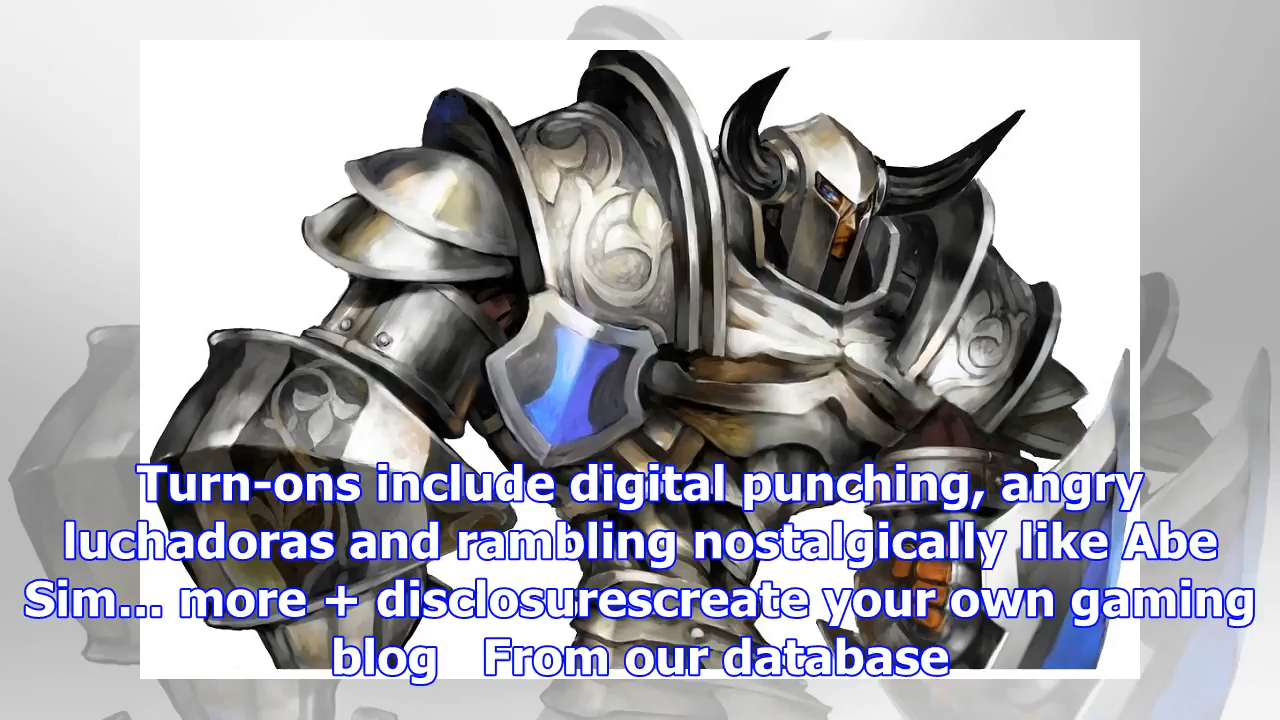 Turn-ons include digital punching, angry
luchadoras and rambling nostalgically like Abe
Sim... more + disclosurescreate your own gaming
blog   From our database